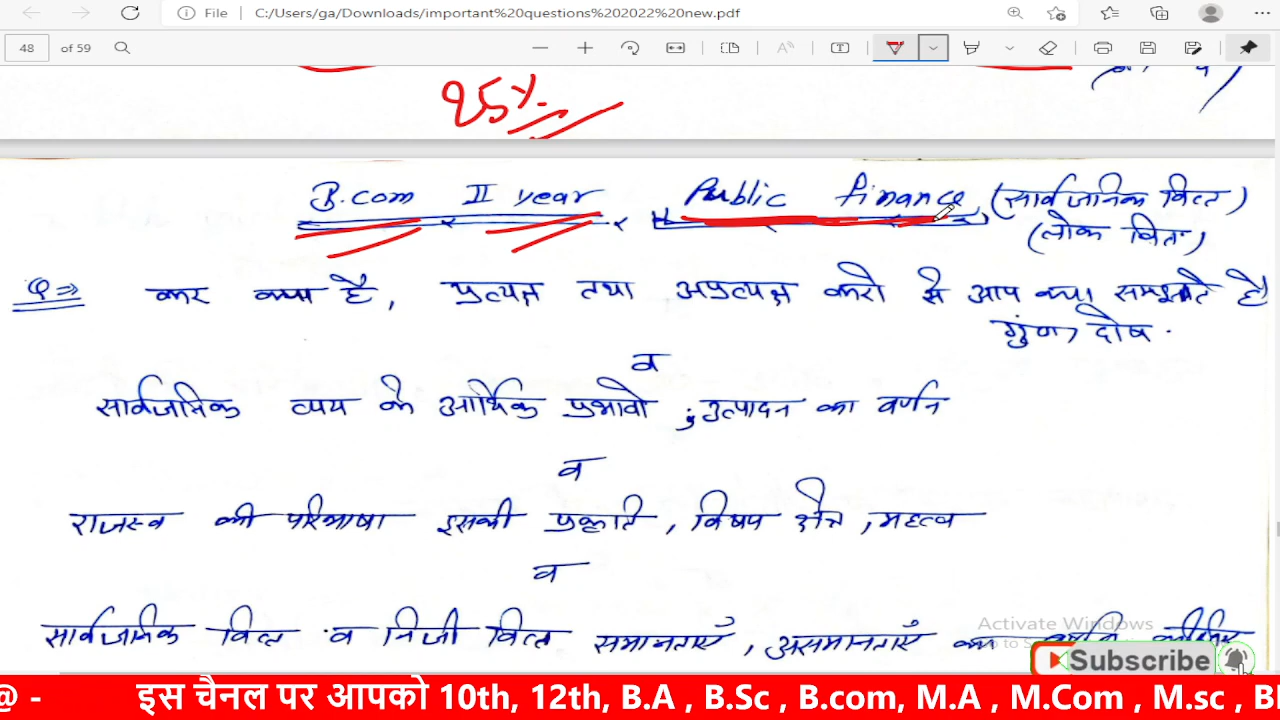 File C:/Users/ga/Downloads/important%20questions%202022%20new.pdf
48 of 59
95%
B.com II year Public finance (सार्वजनिक वित्त)
(लोक वित्त)
Q⇒ कर क्या है, प्रत्यक्ष तथा अप्रत्यक्ष करो से आप क्या समझते है
गुण, दोष.
व
सार्वजनिक व्यय के आर्थिक प्रभावो ; उत्पादन का वर्णन
व
राजस्व की परिभाषा इसकी प्रकृति, विषय क्षेत्र, महत्व
व
सार्वजनिक वित्त व निजी वित्त समानताएँ, असमानताएँ का
Activate Windows
Subscribe
@ - इस चैनल पर आपको 10th, 12th, B.A , B.Sc , B.com, M.A , M.Com , M.sc , B.